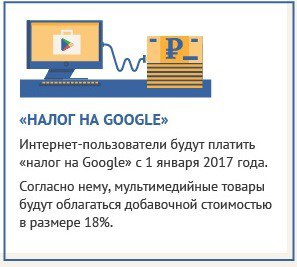 ₽
«НАЛОГ НА GOOGLE»
Интернет-пользователи будут платить
«налог на Google» с 1 января 2017 года.
Согласно нему, мультимедийные товары
будут облагаться добавочной стоимостью
в размере 18%.